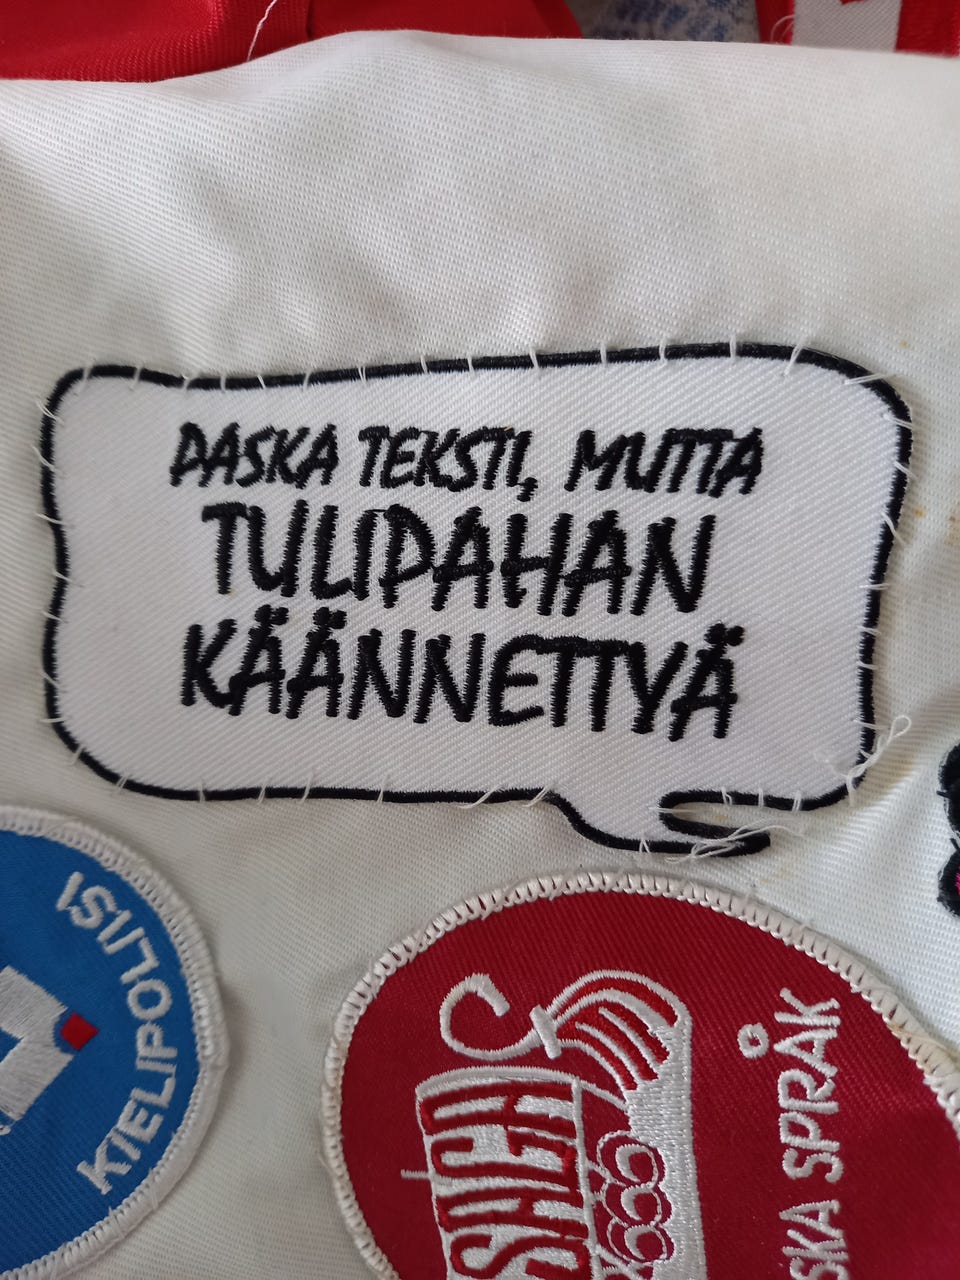 PASKA TEKSTI, MUTTA
TULIPAHAN
KÄÄNNETTYÄ
KIELIPOLIISI
SKA SPRÅK